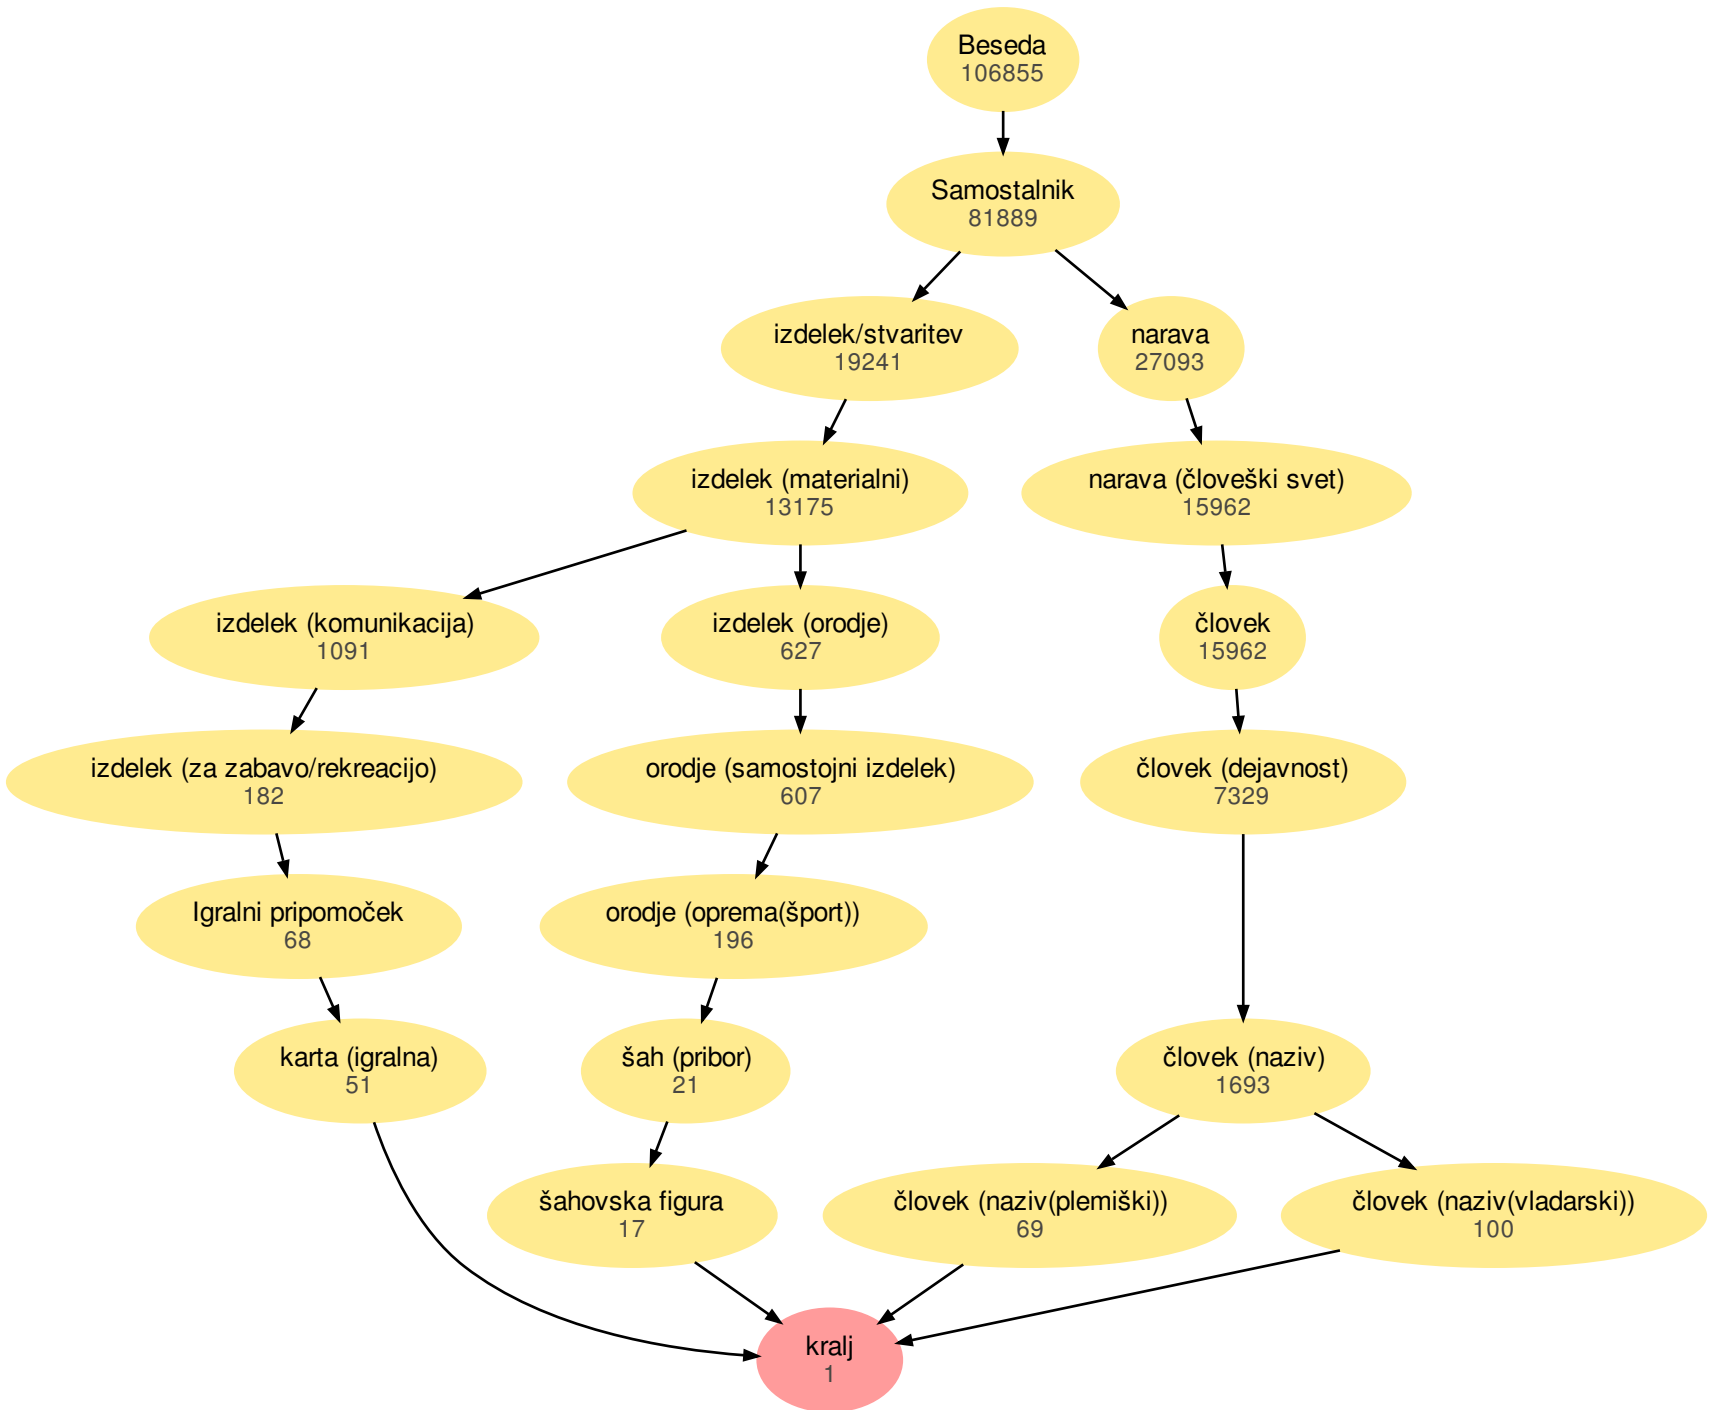 Beseda
106855
Samostalnik
81889
izdelek/stvaritev
19241
narava
27093
izdelek (materialni)
13175
narava (človeški svet)
15962
izdelek (komunikacija)
1091
izdelek (orodje)
627
človek
15962
izdelek (za zabavo/rekreacijo)
182
orodje (samostojni izdelek)
607
človek (dejavnost)
7329
Igralni pripomoček
68
orodje (oprema(šport))
196
karta (igralna)
51
šah (pribor)
21
človek (naziv)
1693
šahovska figura
17
človek (naziv(plemiški))
69
človek (naziv(vladarski))
100
kralj
1